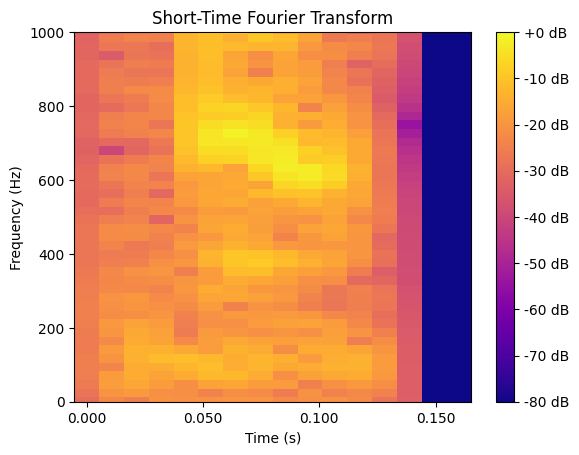 Short-Time Fourier Transform
Frequency (Hz)
1000
800
600
400
200
0
0.000
0.050
0.100
0.150
Time (s)
+0 dB
-10 dB
-20 dB
-30 dB
-40 dB
-50 dB
-60 dB
-70 dB
-80 dB